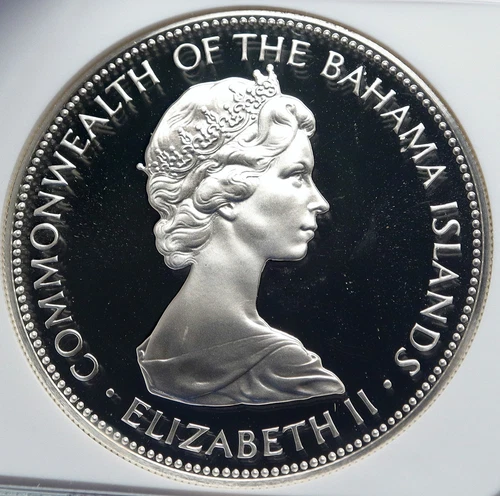 COMMONWEALTH OF THE BAHAMA ISLANDS
· ELIZABETH II ·